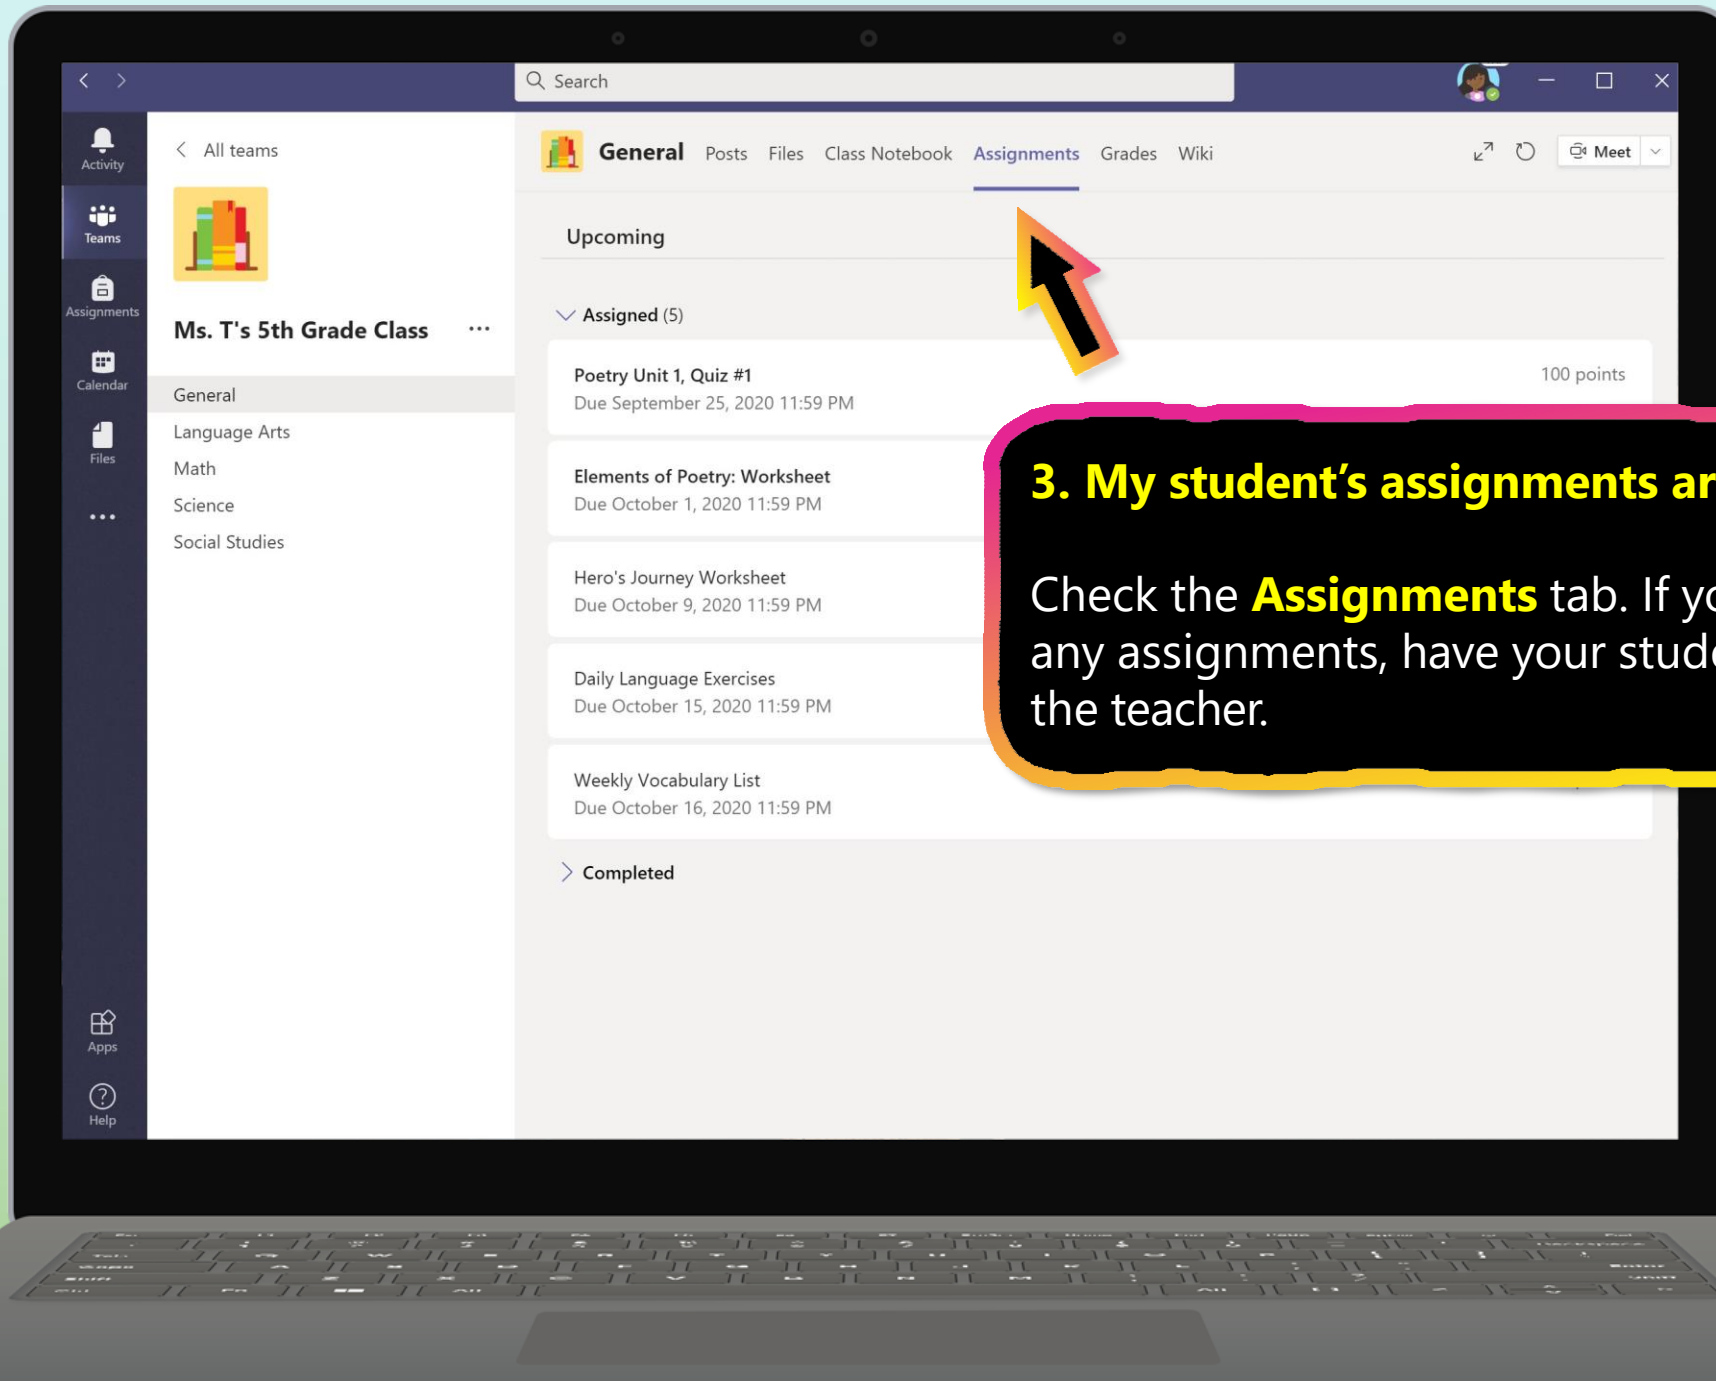 Search
Activity
Teams
Assignments
Calendar
Files
Apps
Help
All teams
Ms. T's 5th Grade Class
General
Language Arts
Math
Science
Social Studies
General Posts Files Class Notebook Assignments Grades Wiki
Meet
Upcoming
Assigned (5)
Poetry Unit 1, Quiz #1
100 points
Due September 25, 2020 11:59 PM
Elements of Poetry: Worksheet
Due October 1, 2020 11:59 PM
Hero's Journey Worksheet
Due October 9, 2020 11:59 PM
Daily Language Exercises
Due October 15, 2020 11:59 PM
Weekly Vocabulary List
Due October 16, 2020 11:59 PM
Completed
3. My student’s assignments ar
Check the Assignments tab. If yo
any assignments, have your stud
the teacher.